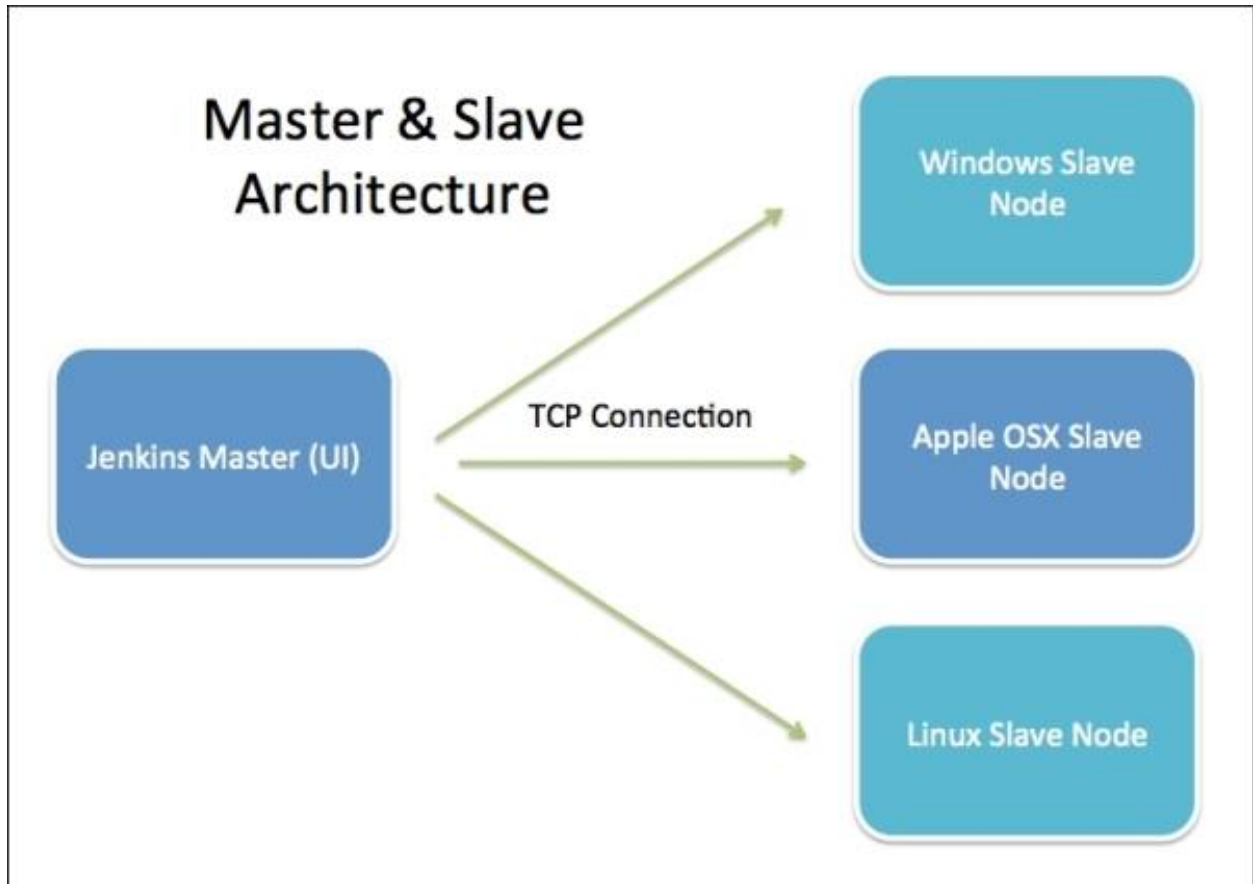 Master & Slave
Architecture
Windows Slave
Node
Jenkins Master (UI)
TCP Connection
Apple OSX Slave
Node
Linux Slave Node